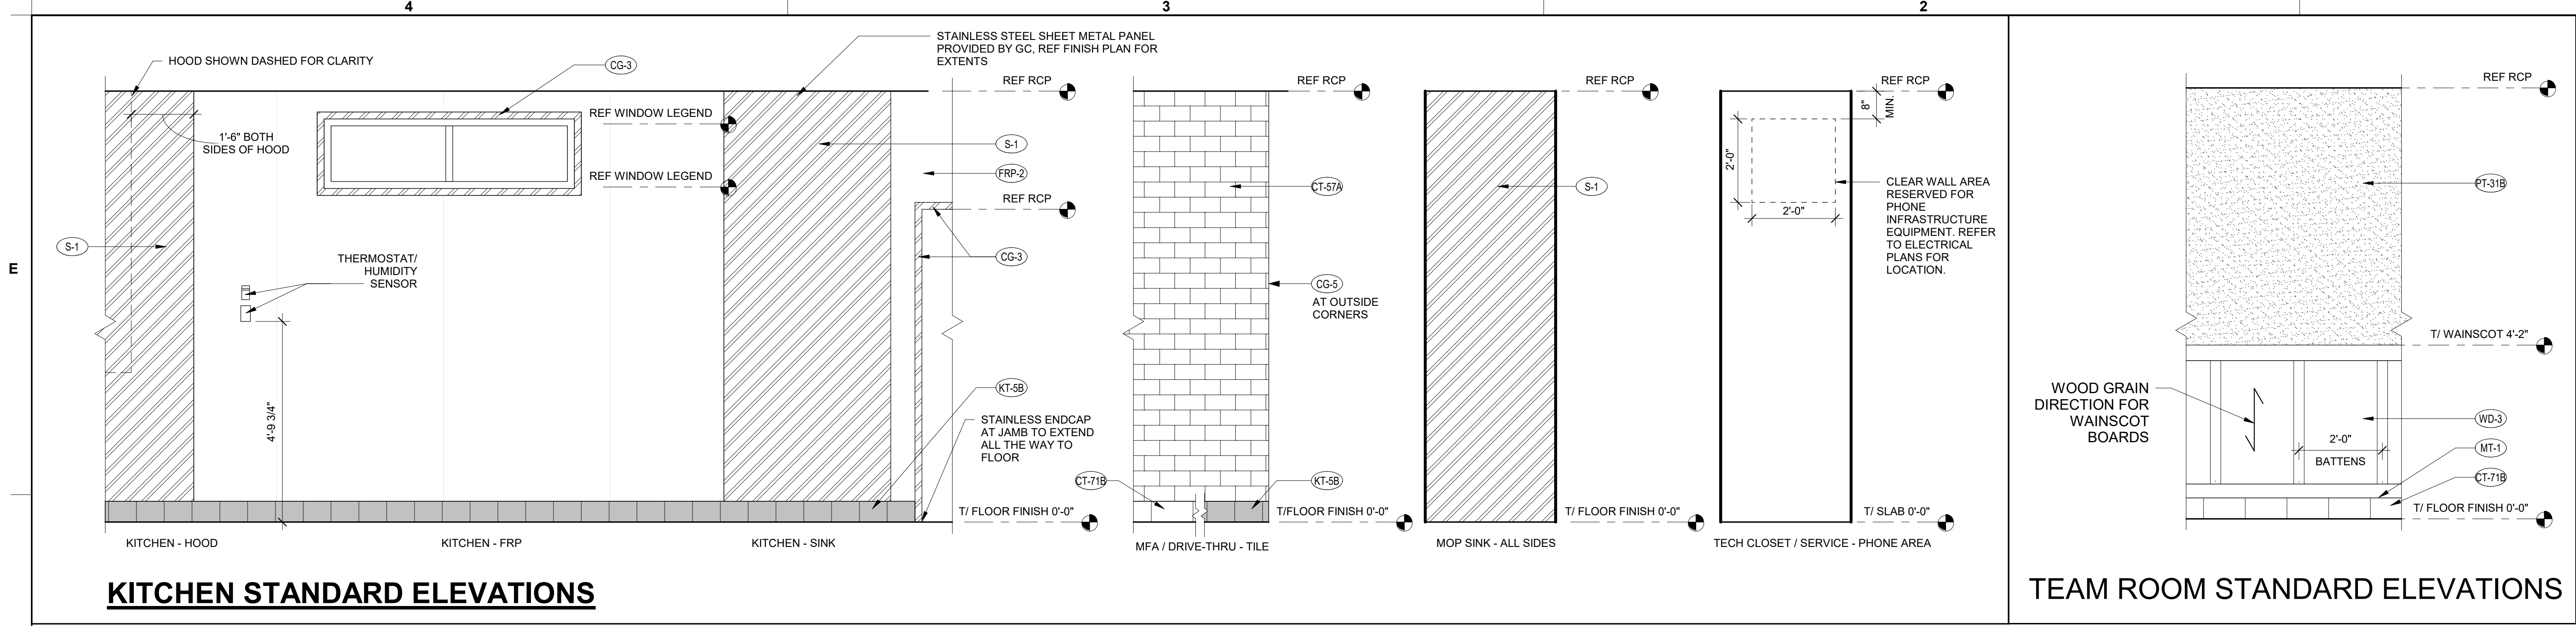 4
3
2
E
HOOD SHOWN DASHED FOR CLARITY
CG-3
STAINLESS STEEL SHEET METAL PANEL
PROVIDED BY GC, REF FINISH PLAN FOR
EXTENTS
REF RCP
1'-6" BOTH
SIDES OF HOOD
REF WINDOW LEGEND
REF WINDOW LEGEND
S-1
FRP-2
REF RCP
S-1
CG-3
THERMOSTAT/
HUMIDITY
SENSOR
4'-9 3/4"
KT-5B
STAINLESS ENDCAP
AT JAMB TO EXTEND
ALL THE WAY TO
FLOOR
T/ FLOOR FINISH 0'-0"
KITCHEN - HOOD
KITCHEN - FRP
KITCHEN - SINK
REF RCP
CT-57A
CG-5
AT OUTSIDE
CORNERS
CT-71B
KT-5B
T/FLOOR FINISH 0'-0"
MFA / DRIVE-THRU - TILE
REF RCP
S-1
T/ FLOOR FINISH 0'-0"
MOP SINK - ALL SIDES
REF RCP
8"
MIN.
2'-0"
2'-0"
CLEAR WALL AREA
RESERVED FOR
PHONE
INFRASTRUCTURE
EQUIPMENT. REFER
TO ELECTRICAL
PLANS FOR
LOCATION.
T/ SLAB 0'-0"
TECH CLOSET / SERVICE - PHONE AREA
KITCHEN STANDARD ELEVATIONS
REF RCP
PT-31B
T/ WAINSCOT 4'-2"
WOOD GRAIN
DIRECTION FOR
WAINSCOT
BOARDS
WD-3
2'-0"
BATTENS
MT-1
CT-71B
T/ FLOOR FINISH 0'-0"
TEAM ROOM STANDARD ELEVATIONS